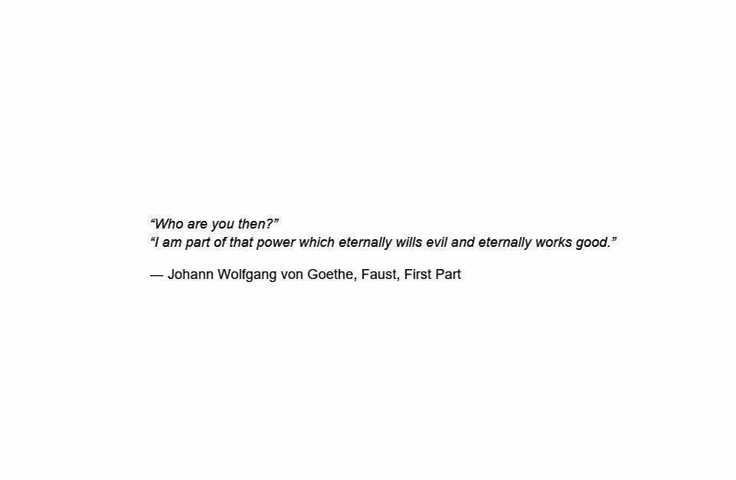 “Who are you then?”
“I am part of that power which eternally wills evil and eternally works good.”
— Johann Wolfgang von Goethe, Faust, First Part